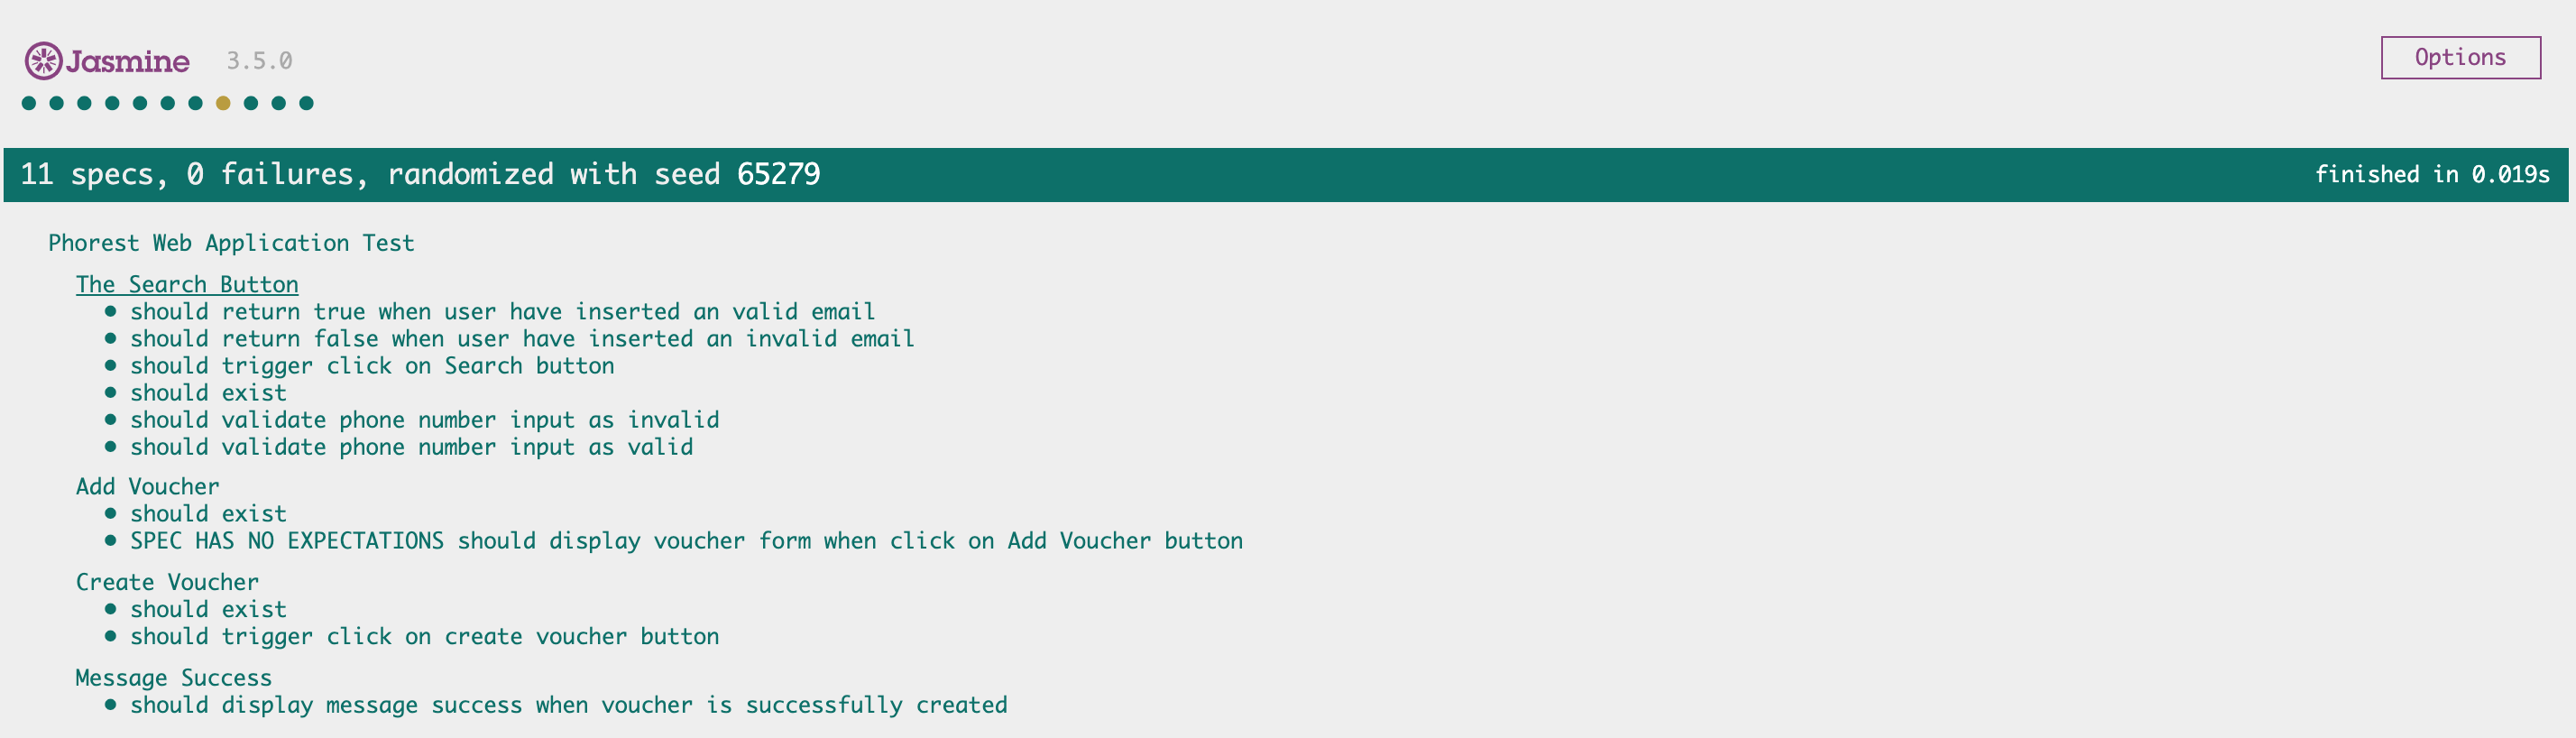 Jasmine 3.5.0
Options
11 specs, 0 failures, randomized with seed 65279
finished in 0.019s
Phorest Web Application Test
The Search Button
should return true when user have inserted an valid email
should return false when user have inserted an invalid email
should trigger click on Search button
should exist
should validate phone number input as invalid
should validate phone number input as valid
Add Voucher
should exist
SPEC HAS NO EXPECTATIONS should display voucher form when click on Add Voucher button
Create Voucher
should exist
should trigger click on create voucher button
Message Success
should display message success when voucher is successfully created